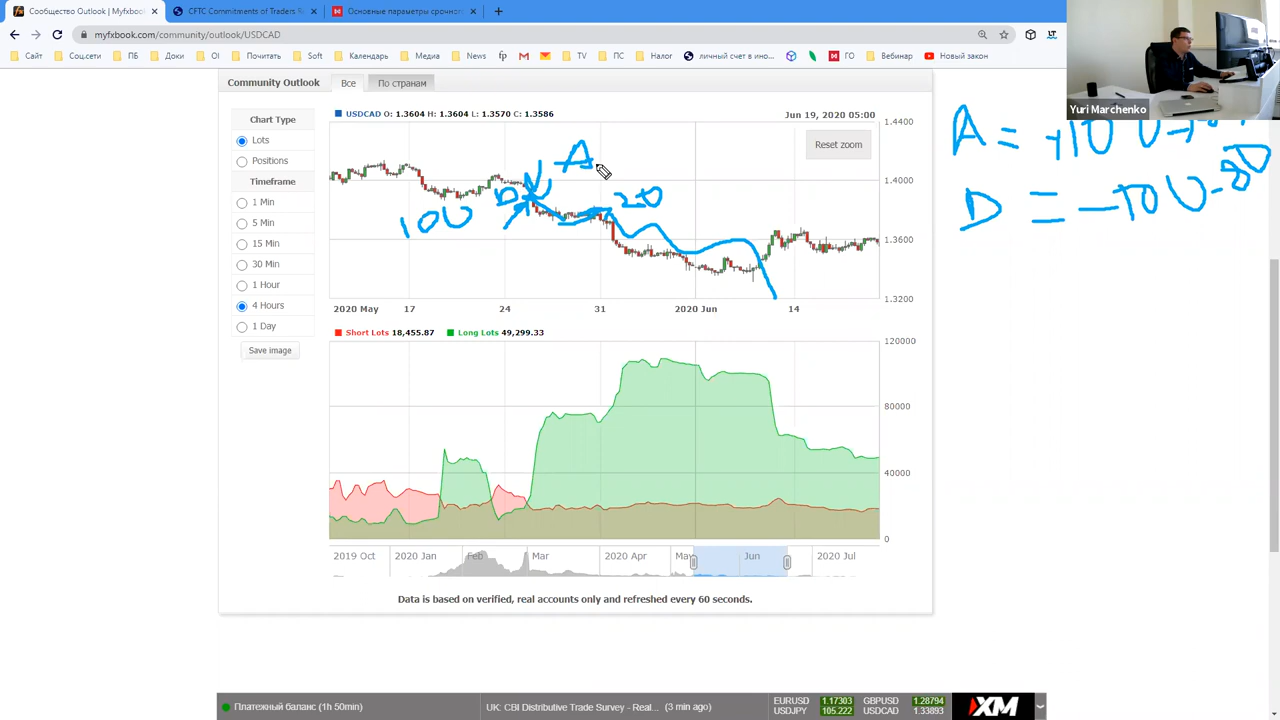 Сообщество Outlook | Myfxbook
CFTC Commitments of Traders R
Основные параметры срочног
myfxbook.com/community/outlook/USDCAD
Сайт Соц.сети ПБ Доки OI Почитать Soft Календарь Медиа News fp TV ПС Налог личный счет в ино... ГО Вебинар Новый закон
Yuri Marchenko
Community Outlook Все По странам
USDCAD O: 1.3604 H: 1.3604 L: 1.3570 C: 1.3586 Jun 19, 2020 05:00
Reset zoom
Chart Type
Lots
Positions
Timeframe
1 Min
5 Min
15 Min
30 Min
1 Hour
4 Hours
1 Day
Save image
1.4400
1.4000
1.3600
1.3200
A
100
20
A =
2020 May 17 24 31 2020 Jun 14
Short Lots 18,455.87 Long Lots 49,299.33
120000
80000
40000
0
2019 Oct 2020 Jan Feb Mar 2020 Apr May Jun 2020 Jul
Data is based on verified, real accounts only and refreshed every 60 seconds.
Платежный баланс (1h 50min)
UK: CBI Distributive Trade Survey - Real... (3 min ago)
EURUSD 1.17303 GBPUSD 1.28794
USDJPY 105.222 USDCAD 1.33893
XM